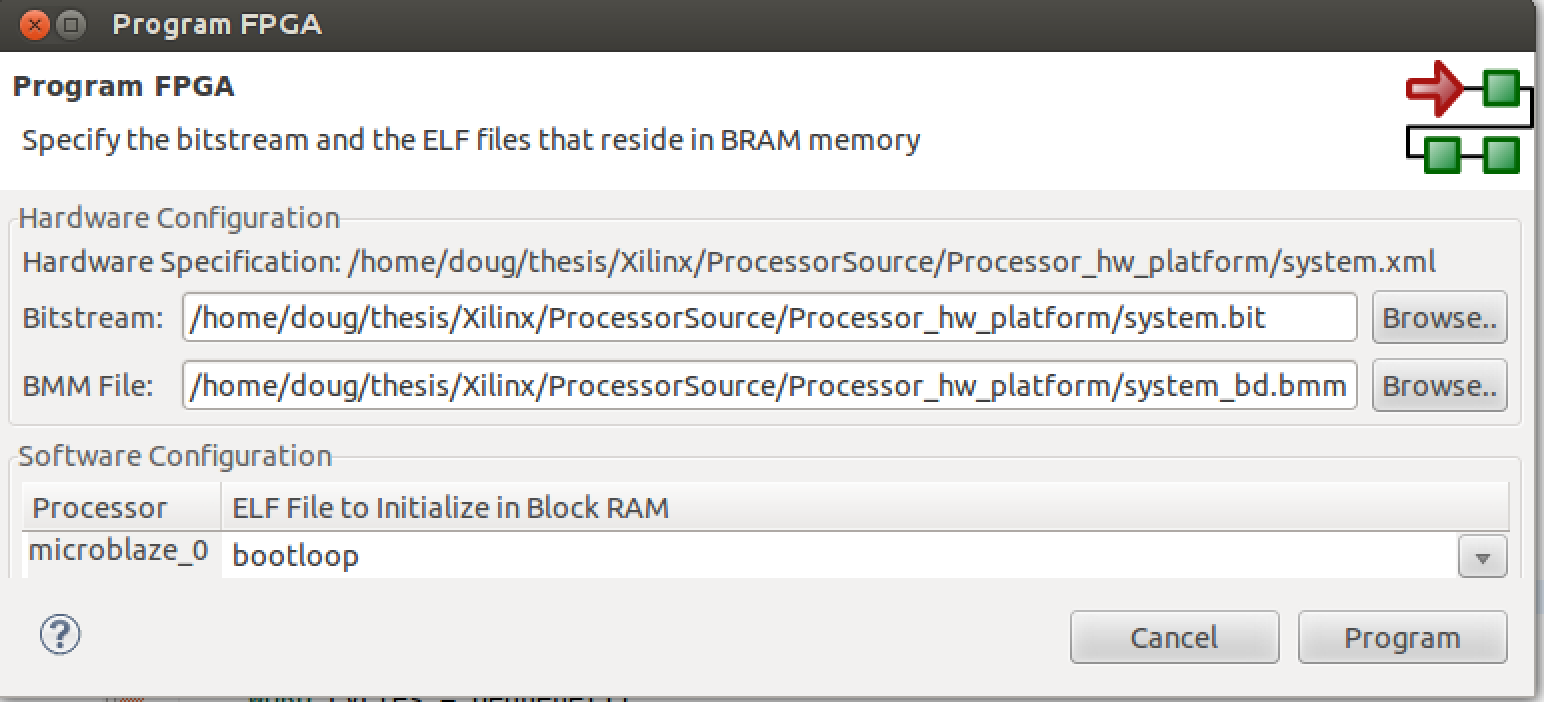 Program FPGA
Program FPGA
Specify the bitstream and the ELF files that reside in BRAM memory
Hardware Configuration
Hardware Specification: /home/doug/thesis/Xilinx/ProcessorSource/Processor_hw_platform/system.xml
Bitstream: /home/doug/thesis/Xilinx/ProcessorSource/Processor_hw_platform/system.bit Browse..
BMM File: /home/doug/thesis/Xilinx/ProcessorSource/Processor_hw_platform/system_bd.bmm Browse..
Software Configuration
Processor ELF File to Initialize in Block RAM
microblaze_0 bootloop
? Cancel Program